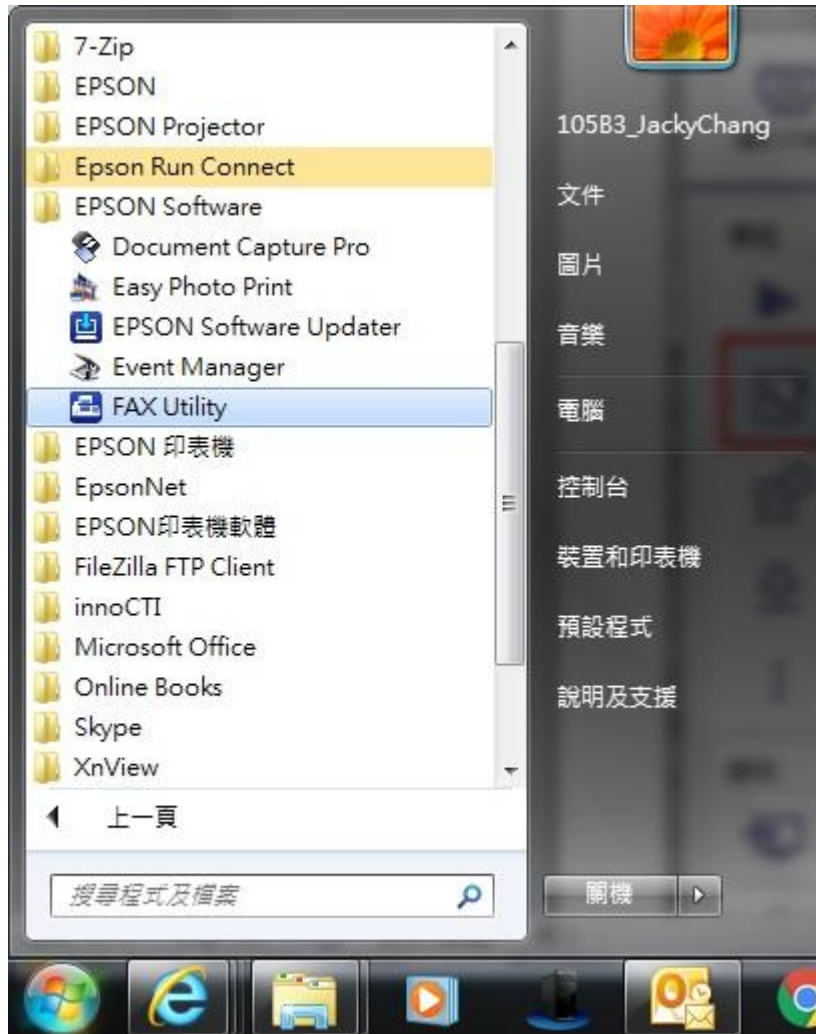 7-Zip
EPSON
EPSON Projector
Epson Run Connect
EPSON Software
Document Capture Pro
Easy Photo Print
EPSON Software Updater
Event Manager
FAX Utility
EPSON 印表機
EpsonNet
EPSON印表機軟體
FileZilla FTP Client
innoCTI
Microsoft Office
Online Books
Skype
XnView
上一頁
搜尋程式及檔案
105B3_JackyChang
文件
圖片
音樂
電腦
控制台
裝置和印表機
預設程式
說明及支援
關機